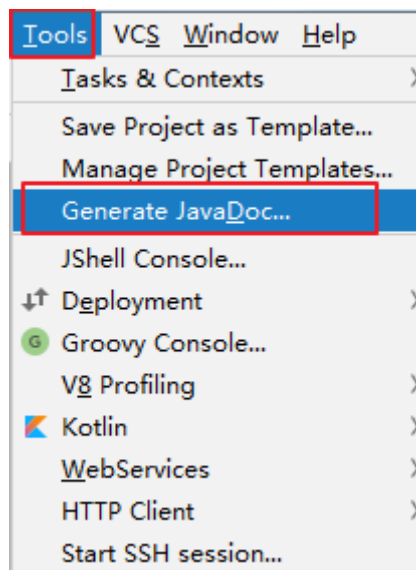 Tools VCS Window Help
Tasks & Contexts
Save Project as Template...
Manage Project Templates...
Generate JavaDoc...
JShell Console...
Deployment
G Groovy Console...
V8 Profiling
Kotlin
WebServices
HTTP Client
Start SSH session...